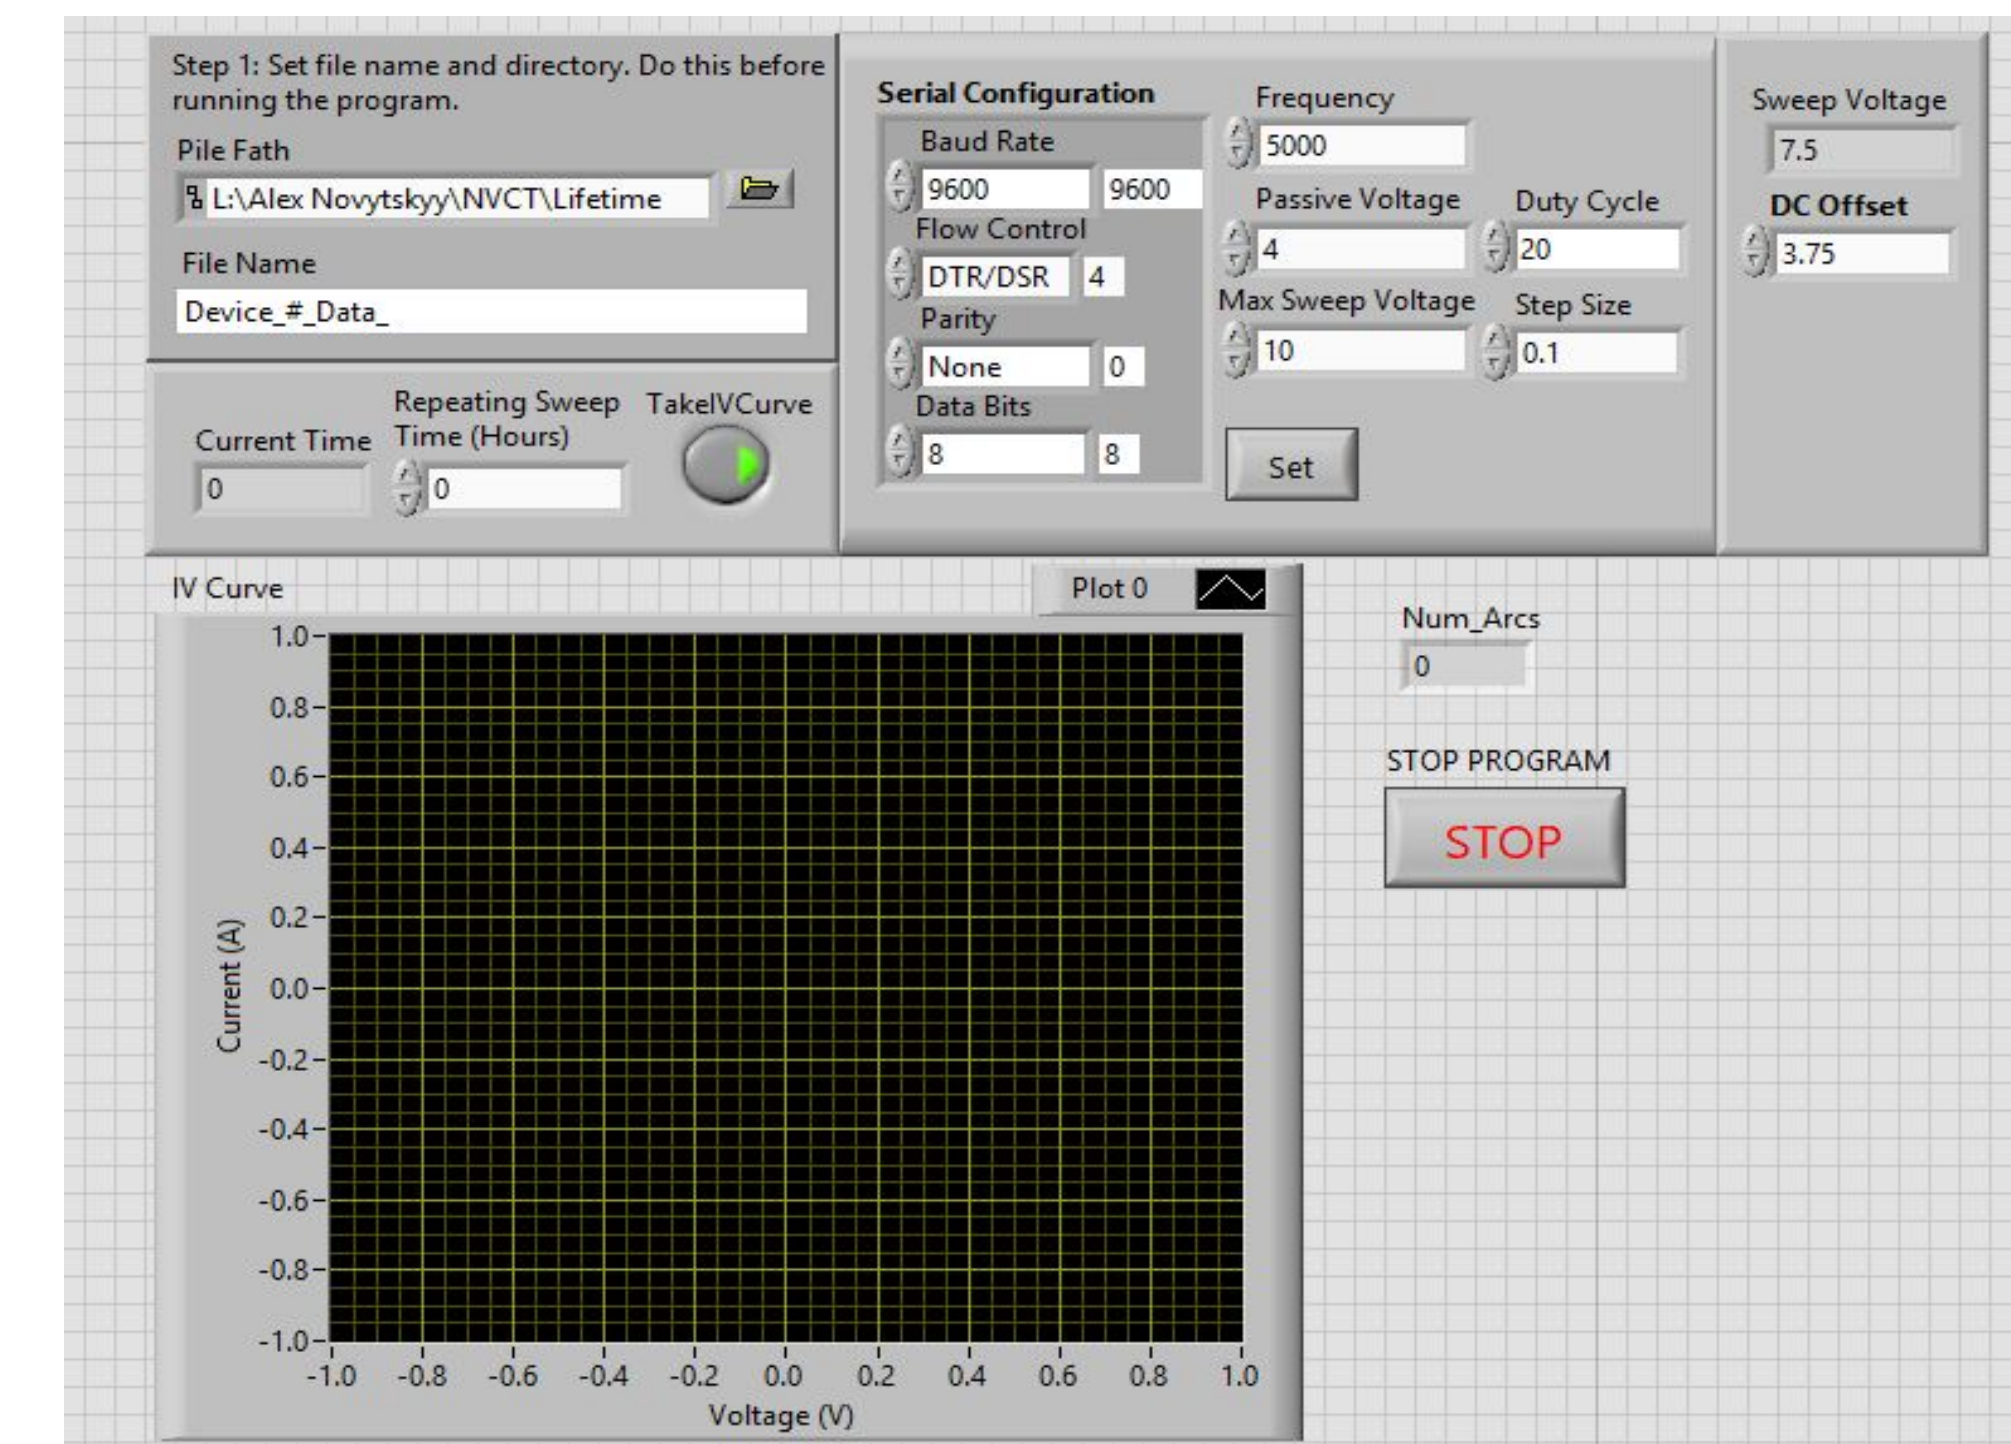 Step 1: Set file name and directory. Do this before
running the program.
Pile Fath
L:\Alex Novytskyy\NVCT\Lifetime
File Name
Device_#_Data_
Current Time
0
Repeating Sweep
Time (Hours)
0
TakeIVCurve
Serial Configuration
Baud Rate
9600 9600
Flow Control
DTR/DSR 4
Parity
None 0
Data Bits
8 8
Frequency
5000
Passive Voltage
4
Duty Cycle
20
Max Sweep Voltage
10
Step Size
0.1
Set
Sweep Voltage
7.5
DC Offset
3.75
IV Curve
Plot 0
1.0
0.8
0.6
0.4
0.2
0.0
-0.2
-0.4
-0.6
-0.8
-1.0
Current (A)
-1.0 -0.8 -0.6 -0.4 -0.2 0.0 0.2 0.4 0.6 0.8 1.0
Voltage (V)
Num_Arcs
0
STOP PROGRAM
STOP